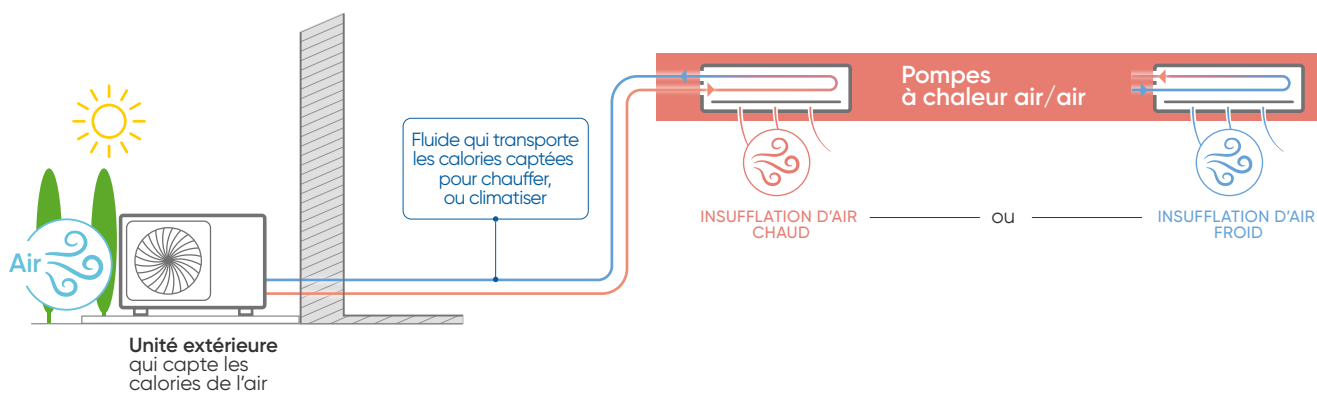 Pompes
à chaleur air/air
Fluide qui transporte
les calories captées
pour chauffer,
ou climatiser
INSUFFLATION D'AIR
CHAUD
ou
INSUFFLATION D'AIR
FROID
Air
Unité extérieure
qui capte les
calories de l'air